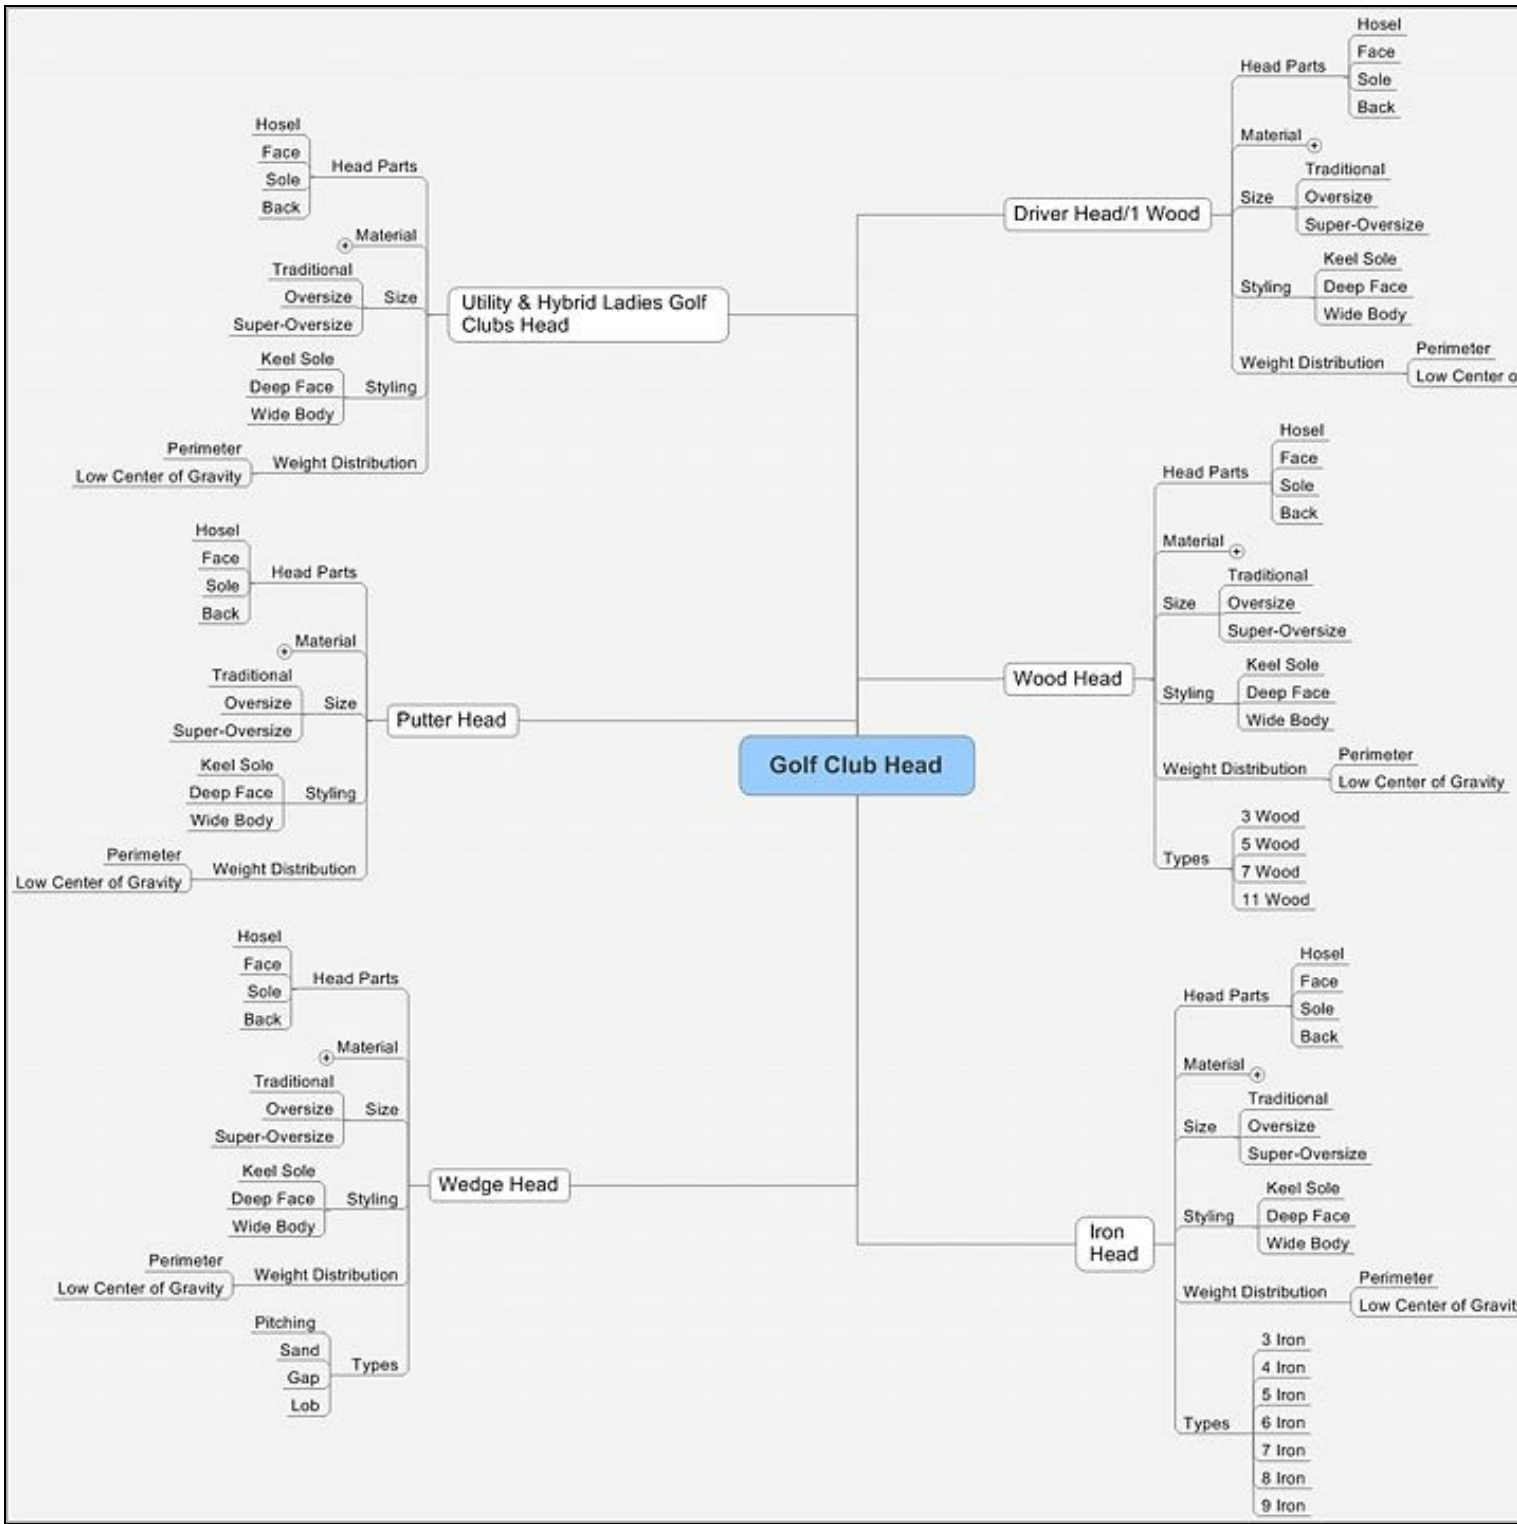 Golf Club Head
Utility & Hybrid Ladies Golf
Clubs Head
Head Parts
Hosel
Face
Sole
Back
Material
Size
Traditional
Oversize
Super-Oversize
Styling
Keel Sole
Deep Face
Wide Body
Weight Distribution
Perimeter
Low Center of Gravity
Putter Head
Head Parts
Hosel
Face
Sole
Back
Material
Size
Traditional
Oversize
Super-Oversize
Styling
Keel Sole
Deep Face
Wide Body
Weight Distribution
Perimeter
Low Center of Gravity
Wedge Head
Head Parts
Hosel
Face
Sole
Back
Material
Size
Traditional
Oversize
Super-Oversize
Styling
Keel Sole
Deep Face
Wide Body
Weight Distribution
Perimeter
Low Center of Gravity
Types
Pitching
Sand
Gap
Lob
Driver Head/1 Wood
Head Parts
Hosel
Face
Sole
Back
Material
Size
Traditional
Oversize
Super-Oversize
Styling
Keel Sole
Deep Face
Wide Body
Weight Distribution
Perimeter
Low Center
Wood Head
Head Parts
Hosel
Face
Sole
Back
Material
Size
Traditional
Oversize
Super-Oversize
Styling
Keel Sole
Deep Face
Wide Body
Weight Distribution
Perimeter
Low Center of Gravity
Types
3 Wood
5 Wood
7 Wood
11 Wood
Iron
Head
Head Parts
Hosel
Face
Sole
Back
Material
Size
Traditional
Oversize
Super-Oversize
Styling
Keel Sole
Deep Face
Wide Body
Weight Distribution
Perimeter
Low Center of
Types
3 Iron
4 Iron
5 Iron
6 Iron
7 Iron
8 Iron
9 Iron